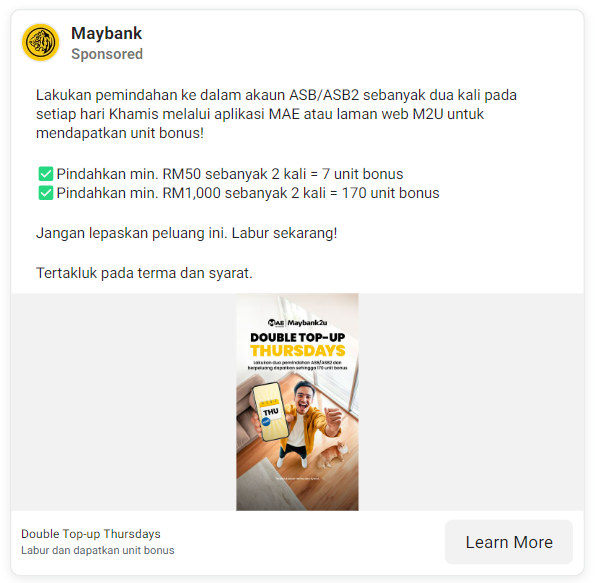 Maybank
Sponsored
Lakukan pemindahan ke dalam akaun ASB/ASB2 sebanyak dua kali pada
setiap hari Khamis melalui aplikasi MAE atau laman web M2U untuk
mendapatkan unit bonus!
✅Pindahkan min. RM50 sebanyak 2 kali = 7 unit bonus
✅Pindahkan min. RM1,000 sebanyak 2 kali = 170 unit bonus
Jangan lepaskan peluang ini. Labur sekarang!
Tertakluk pada terma dan syarat.
MAE Maybank2u
DOUBLE TOP-UP
THURSDAYS
Lakukan dua pemindahan ASB/ASB2 dan
berpeluang dapatkan sehingga 170 unit bonus
THU
Double Top-up Thursdays
Labur dan dapatkan unit bonus
Learn More